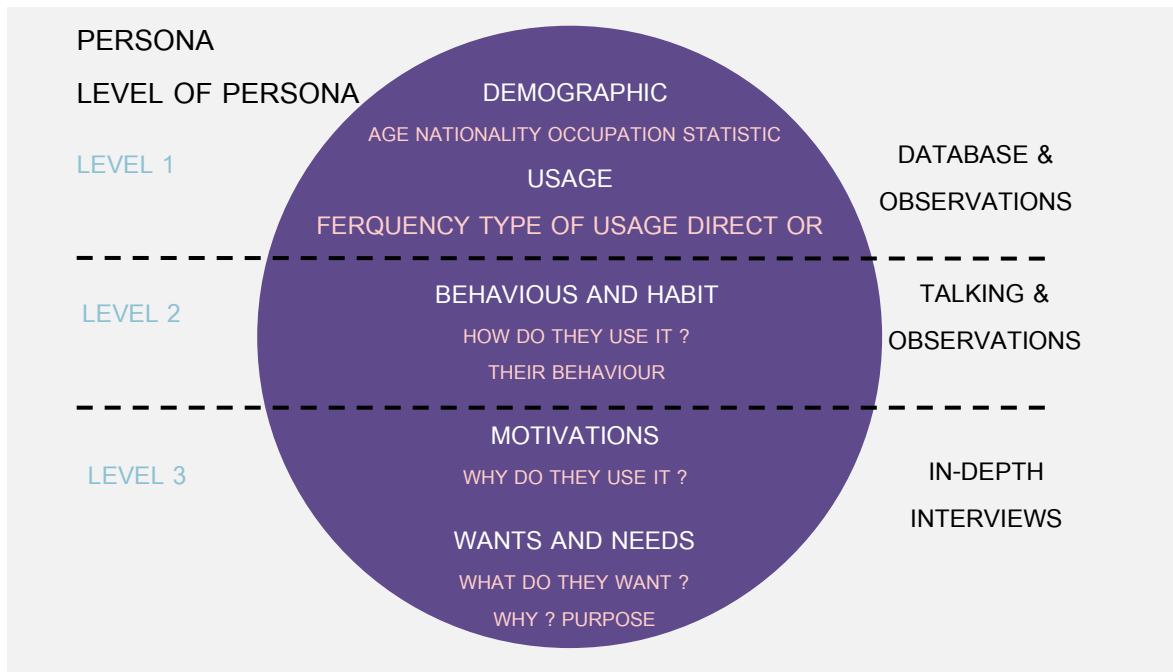 PERSONA
LEVEL OF PERSONA
DEMOGRAPHIC
AGE NATIONALITY OCCUPATION STATISTIC
LEVEL 1
USAGE
FERQUENCY TYPE OF USAGE DIRECT OR
DATABASE &
OBSERVATIONS
LEVEL 2
BEHAVIOUS AND HABIT
HOW DO THEY USE IT ?
THEIR BEHAVIOUR
TALKING &
OBSERVATIONS
LEVEL 3
MOTIVATIONS
WHY DO THEY USE IT ?
WANTS AND NEEDS
WHAT DO THEY WANT ?
WHY ? PURPOSE
IN-DEPTH
INTERVIEWS